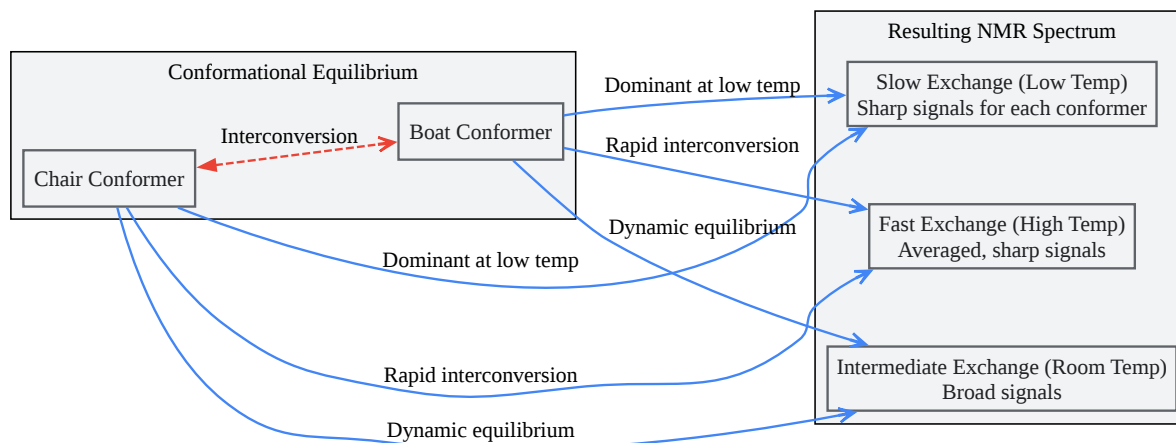 Resulting NMR Spectrum
Conformational Equilibrium
Dominant at low temp
Slow Exchange (Low Temp)
Sharp signals for each conformer
Interconversion
Boat Conformer
Rapid interconversion
Chair Conformer
Dynamic equilibrium
Fast Exchange (High Temp)
Averaged, sharp signals
Dominant at low temp
Rapid interconversion
Intermediate Exchange (Room Temp)
Broad signals
Dynamic equilibrium